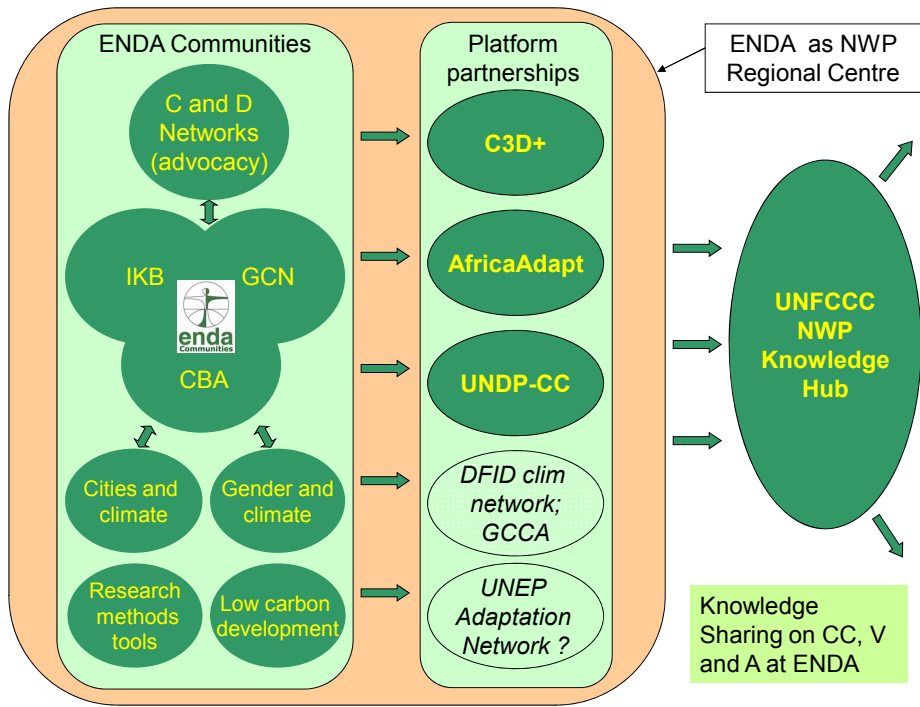 ENDA Communities
C and D
Networks
(advocacy)
IKB
GCN
enda
Communities
CBA
Cities and
climate
Gender and
climate
Research
methods
tools
Low carbon
development
Platform
partnerships
C3D+
AfricaAdapt
UNDP-CC
DFID clim
network;
GCCA
UNEP
Adaptation
Network ?
ENDA as NWP
Regional Centre
UNFCCC
NWP
Knowledge
Hub
Knowledge
Sharing on CC, V
and A at ENDA